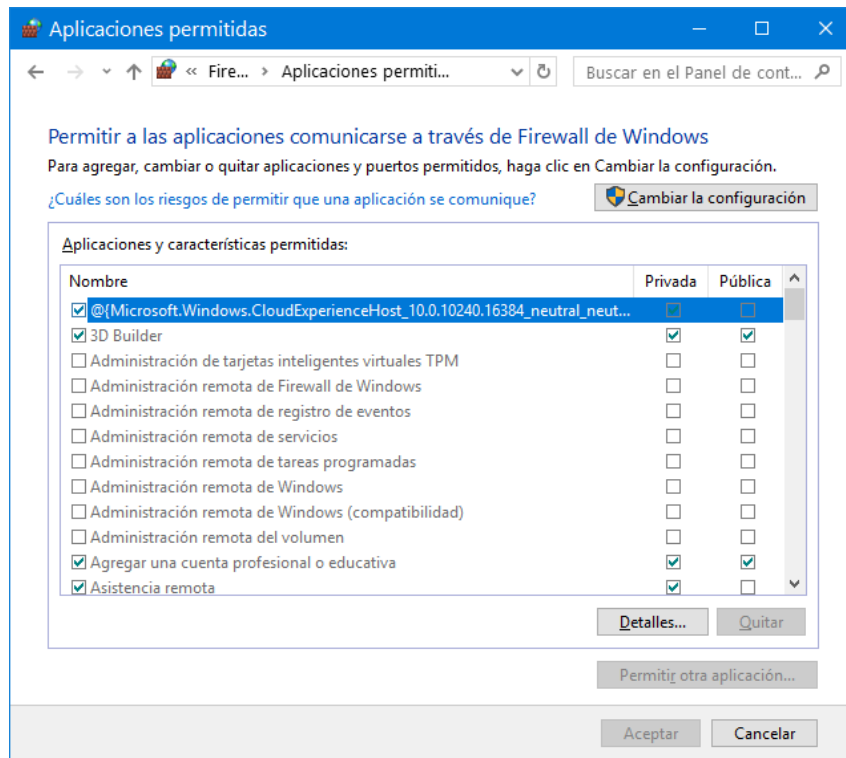 Aplicaciones permitidas
« Fire... › Aplicaciones permiti...
Buscar en el Panel de cont...
Permitir a las aplicaciones comunicarse a través de Firewall de Windows
Para agregar, cambiar o quitar aplicaciones y puertos permitidos, haga clic en Cambiar la configuración.
¿Cuáles son los riesgos de permitir que una aplicación se comunique?
Cambiar la configuración
Aplicaciones y características permitidas:
Nombre Privada Pública
@{Microsoft.Windows.CloudExperienceHost_10.0.10240.16384_neutral_neut...
3D Builder
Administración de tarjetas inteligentes virtuales TPM
Administración remota de Firewall de Windows
Administración remota de registro de eventos
Administración remota de servicios
Administración remota de tareas programadas
Administración remota de Windows
Administración remota de Windows (compatibilidad)
Administración remota del volumen
Agregar una cuenta profesional o educativa
Asistencia remota
Detalles... Quitar
Permitir otra aplicación...
Aceptar Cancelar